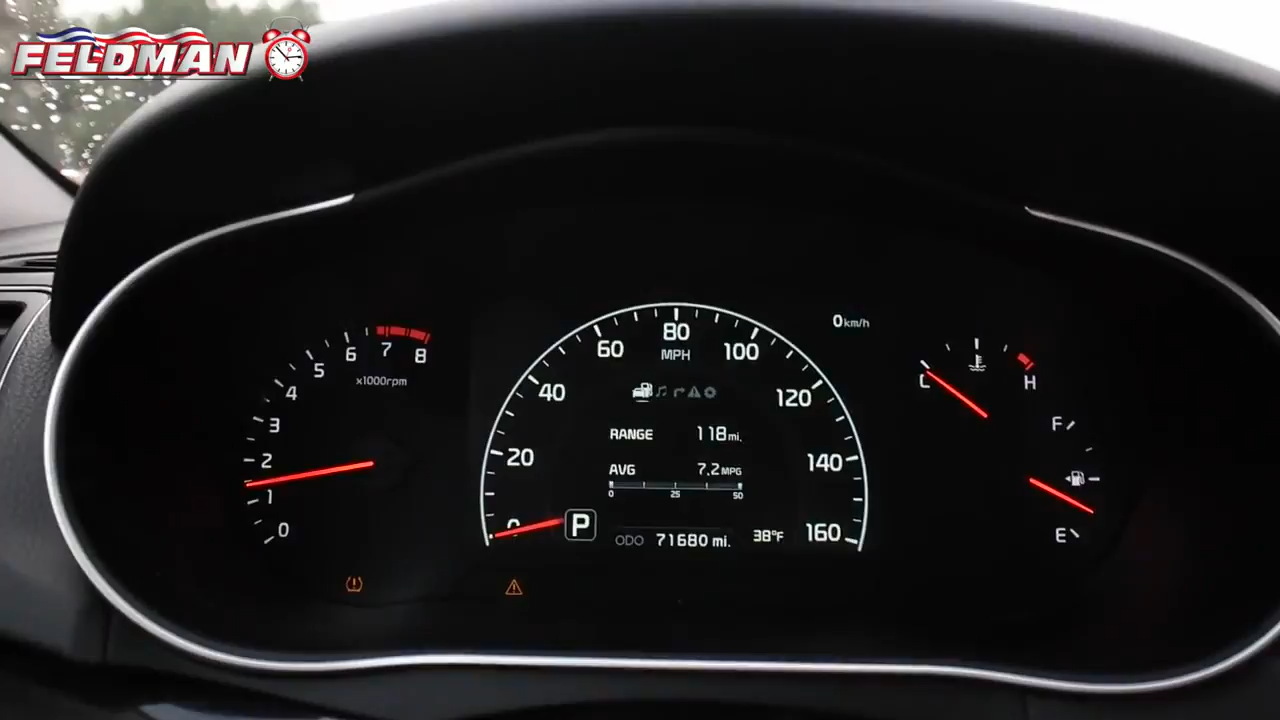 FELDMAN
0 1 2 3 4 5 6 7 8
x1000rpm
0 20 40 60 80 100 120 140 160
MPH
0km/h
RANGE 118mi.
AVG 7.2MPG
0 25 50
P
ODO 71680 mi. 38°F
C H
F
E